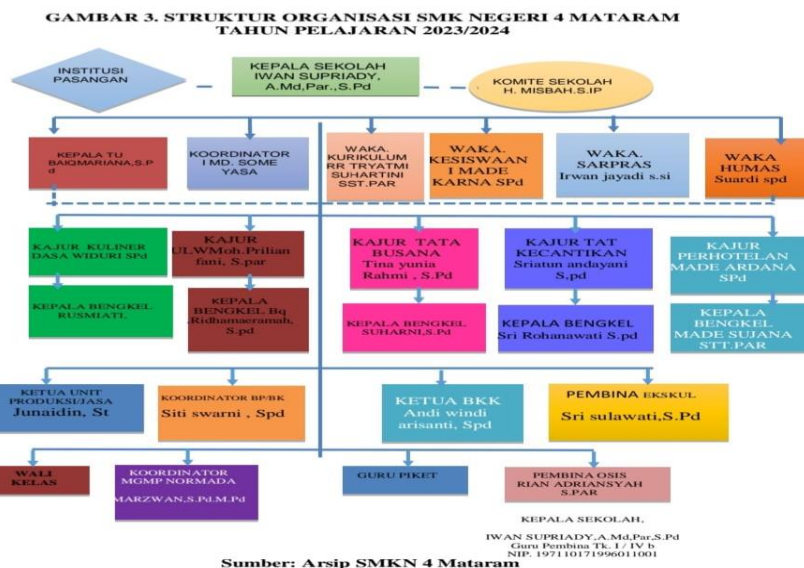 GAMBAR 3. STRUKTUR ORGANISASI SMK NEGERI 4 MATARAM
TAHUN PELAJARAN 2023/2024
INSTITUSI
PASANGAN
KEPALA SEKOLAH
IWAN SUPRIADY,
A.Md,Par.,S.Pd
KOMITE SEKOLAH
H. MISBAH.S.IP
KEPALA TU
BAIQMARIANA,S.P
d
KOORDINATOR
I MD. SOME
YASA
WAKA.
KURIKULUM
RR TRYATMI
SUHARTINI
SST.PAR
WAKA.
KESISWAAN
I MADE
KARNA SPd
WAKA.
SARPRAS
Irwan jayadi s.si
WAKA
HUMAS
Suardi spd
KAJUR KULINER
DASA WIDURI SPd
KAJUR
ULWMoh.Prilian
fani, S.par
KAJUR TATA
BUSANA
Tina yunia
Rahmi , S.Pd
KAJUR TAT
KECANTIKAN
Sriatun andayani
S,pd
KAJUR
PERHOTELAN
MADE ARDANA
SPd
KEPALA BENGKEL
RUSMIATI,
KEPALA
BENGKEL Bq
.Ridhamaeramah,
S.pd
KEPALA BENGKEL
SUHARNI,S.Pd
KEPALA BENGKEL
Sri Rohanawati S.pd
KEPALA
BENGKEL
MADE SUJANA
STT.PAR
KETUA UNIT
PRODUKSI/JASA
Junaidin, St
KOORDINATOR BP/BK
Siti swarni , Spd
KETUA BKK
Andi windi
arisanti, Spd
PEMBINA EKSKUL
Sri sulawati,S.Pd
WALI
KELAS
KOORDINATOR
MGMP NORMADA
MARZWAN,S.Pd.M.Pd
GURU PIKET
PEMBINA OSIS
RIAN ADRIANSYAH
S.PAR
KEPALA SEKOLAH,
IWAN SUPRIADY,A.Md,Par,S.Pd
Guru Pembina Tk. I / IV b
NIP. 197110171996011001
Sumber: Arsip SMKN 4 Mataram